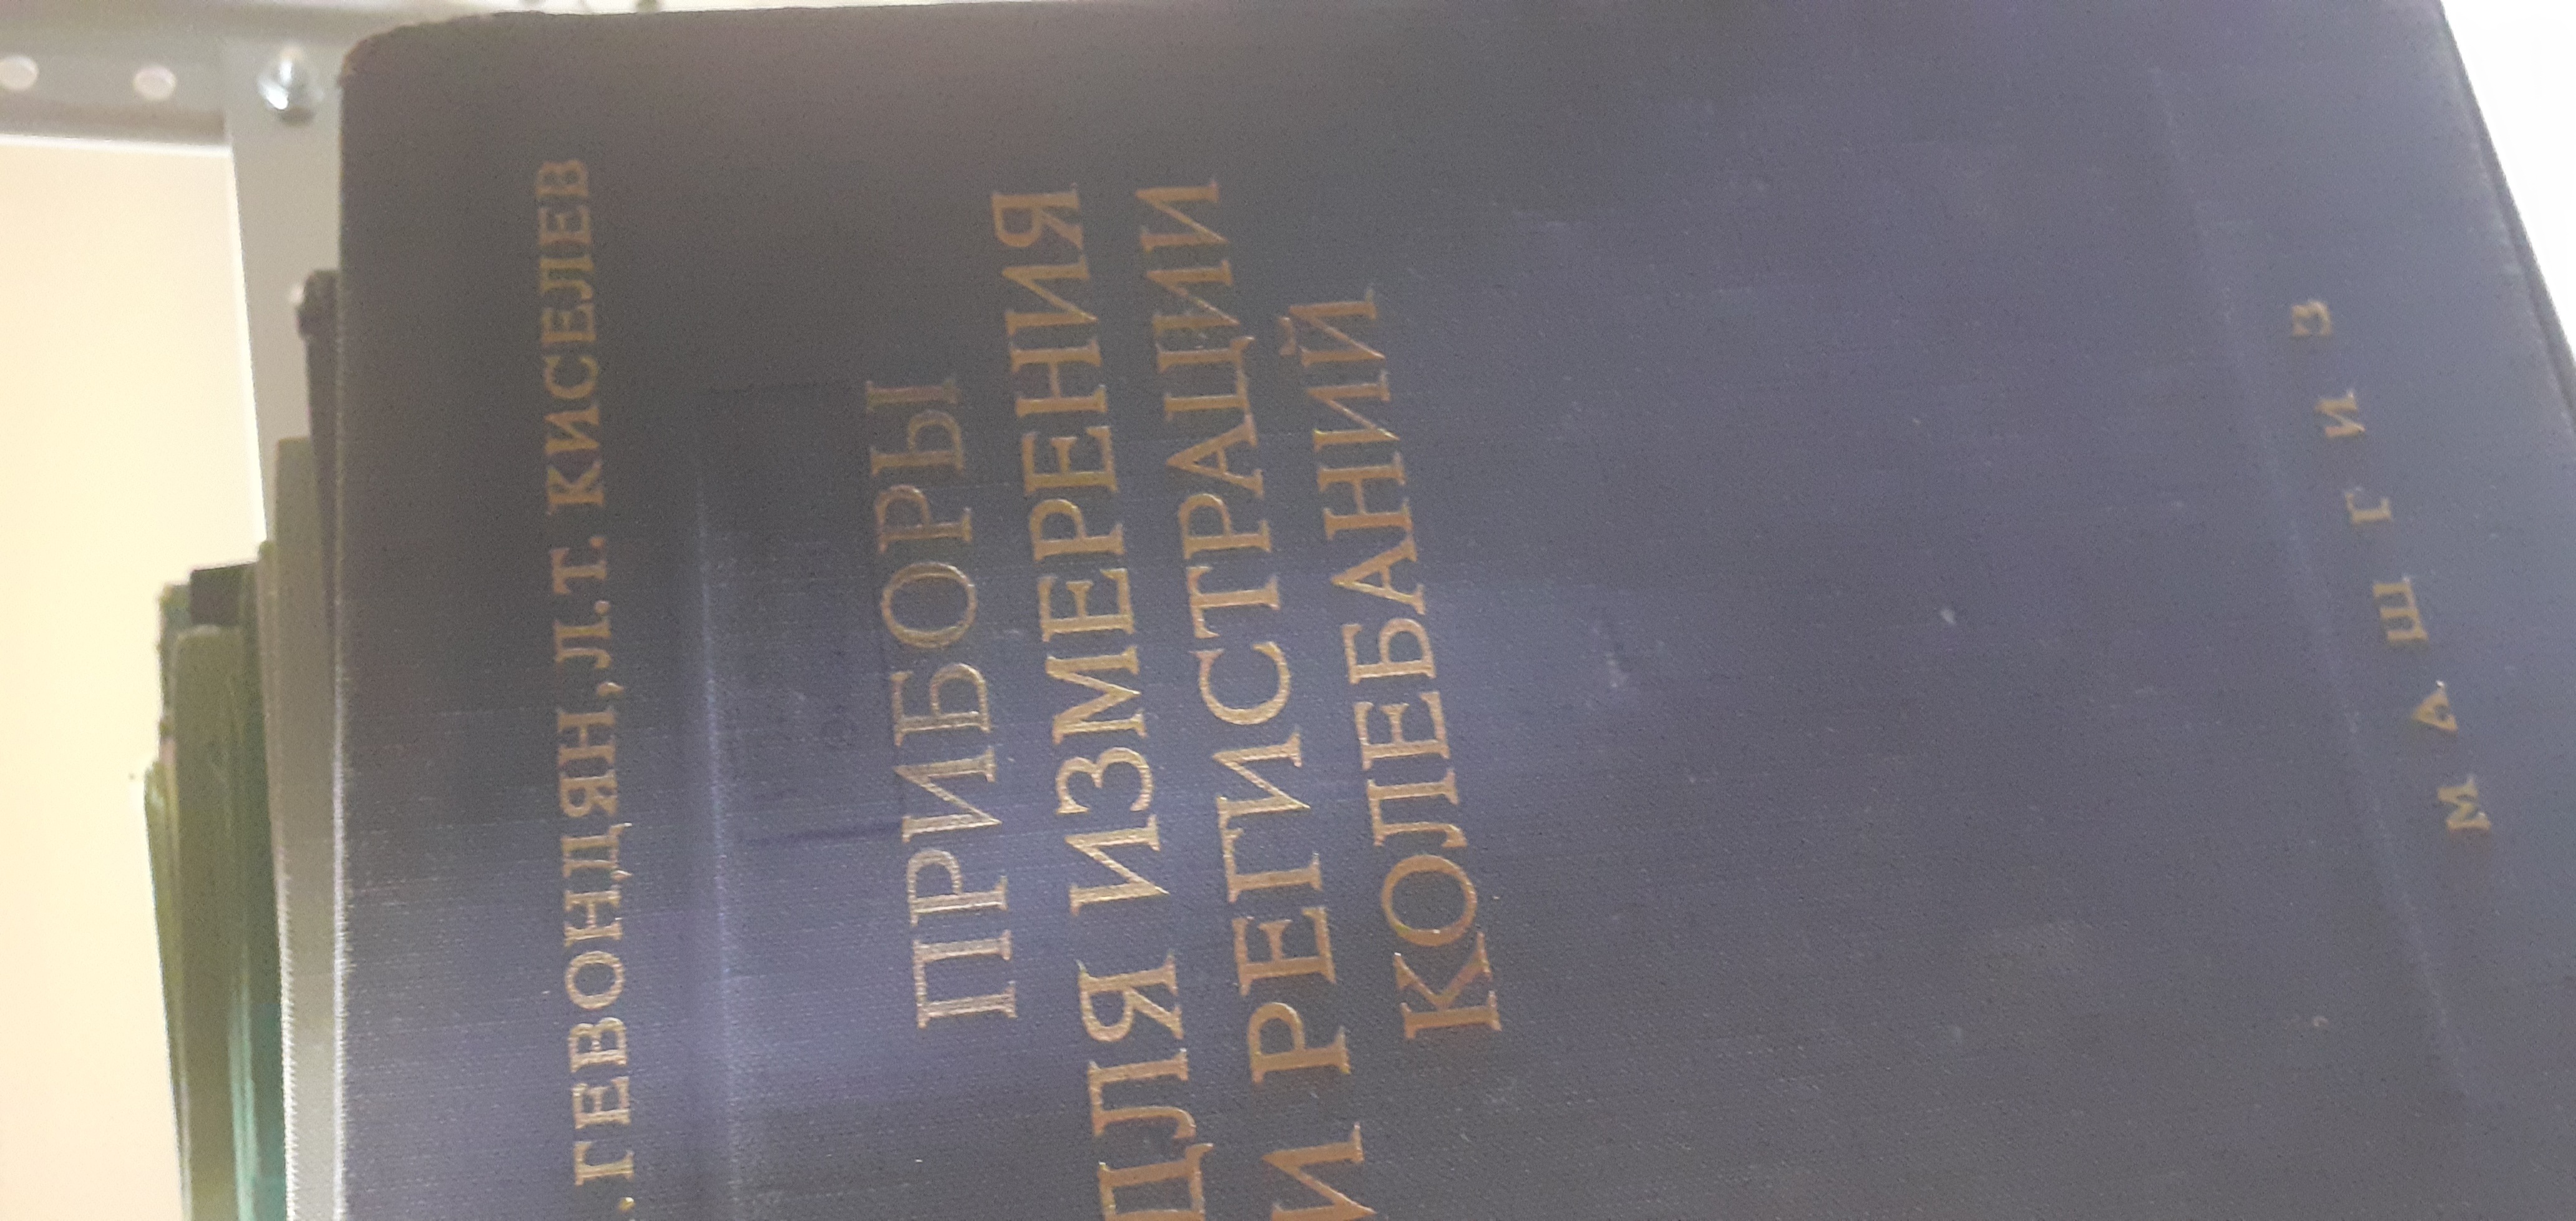 . ГЕВОНДЯН, Л.Т. КИСЕЛЕВ
ПРИБОРЫ
ДЛЯ ИЗМЕРЕНИЯ
И РЕГИСТРАЦИИ
КОЛЕБАНИЙ
МАШГИЗ